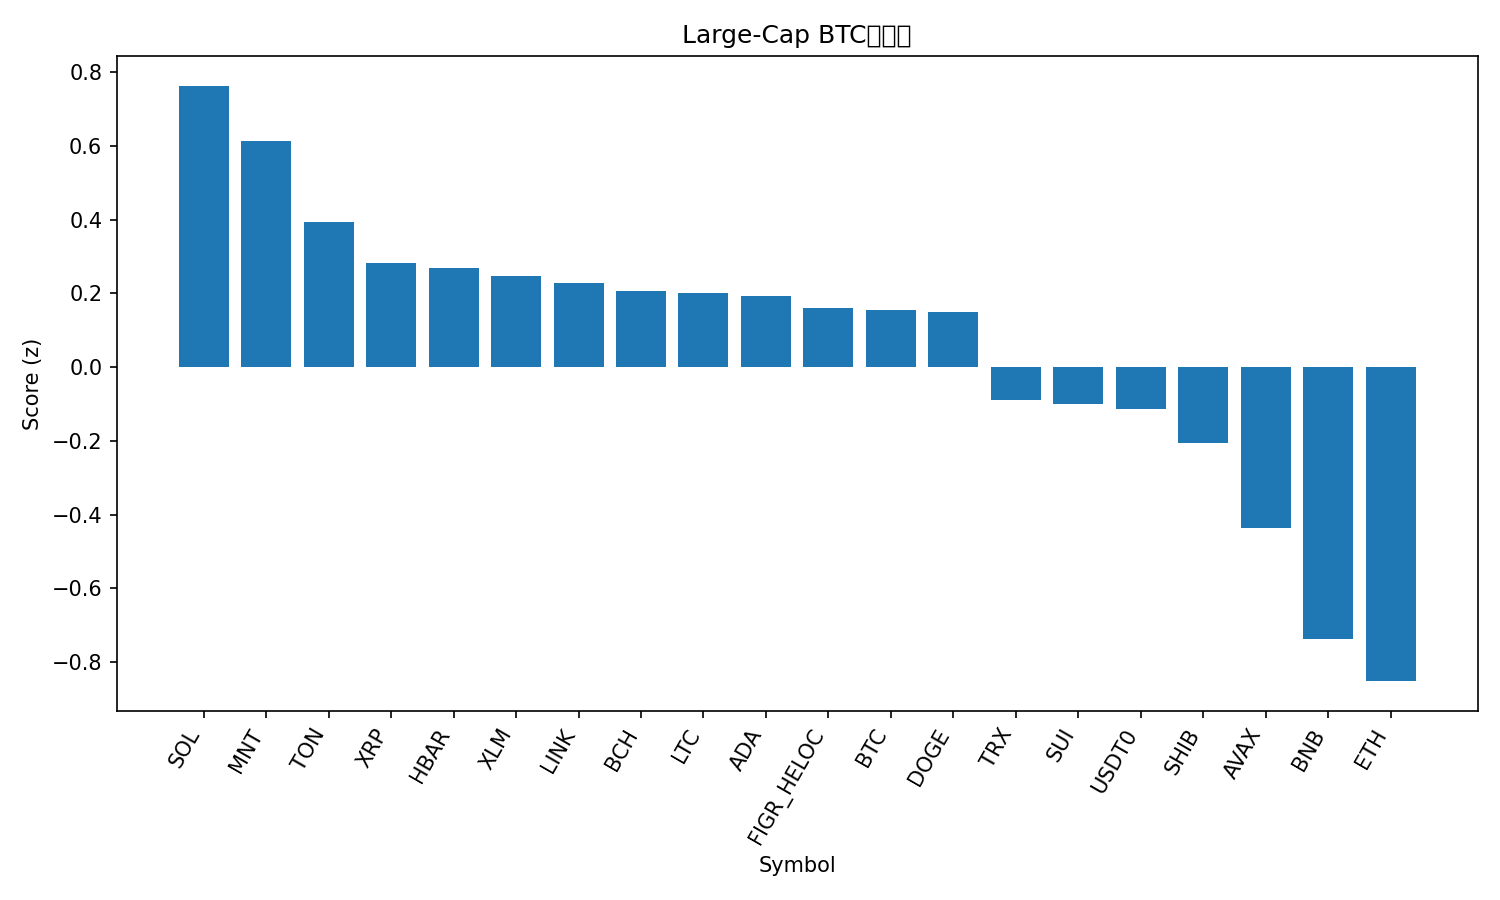 Large-Cap BTC
0.8
0.6
0.4
0.2
0.0
−0.2
−0.4
−0.6
−0.8
Score (z)
SOL
MNT
TON
XRP
HBAR
XLM
LINK
BCH
LTC
ADA
FIGR_HELOC
BTC
DOGE
TRX
SUI
USDT0
SHIB
AVAX
BNB
ETH
Symbol